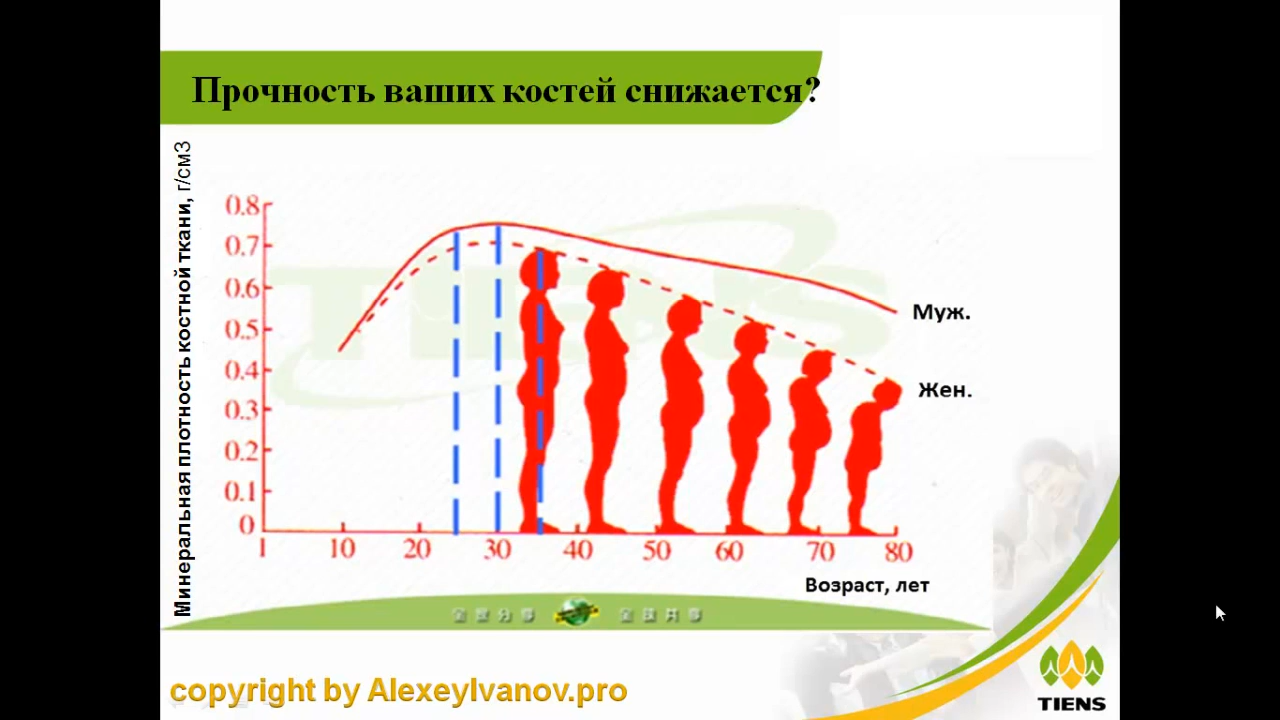 Прочность ваших костей снижается?
Минеральная плотность костной ткани, г/см3
0.8
0.7
0.6
0.5
0.4
0.3
0.2
0.1
0
1 10 20 30 40 50 60 70 80
TIENS
Муж.
Жен.
Возраст, лет
copyright by AlexeyIvanov.pro
TIENS